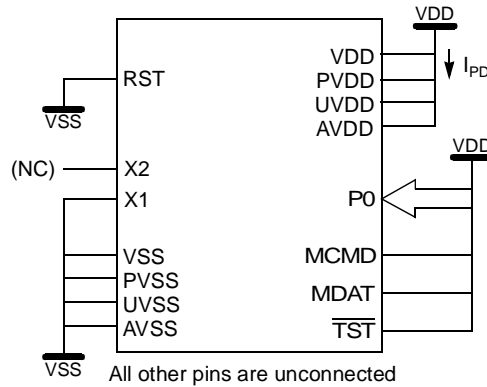 VDD
VDD
PVDD
UVDD
AVDD
I_PD
RST
VSS
VDD
(NC)
X2
X1
P0
VSS
PVSS
UVSS
AVSS
MCMD
MDAT
TST
VSS
All other pins are unconnected